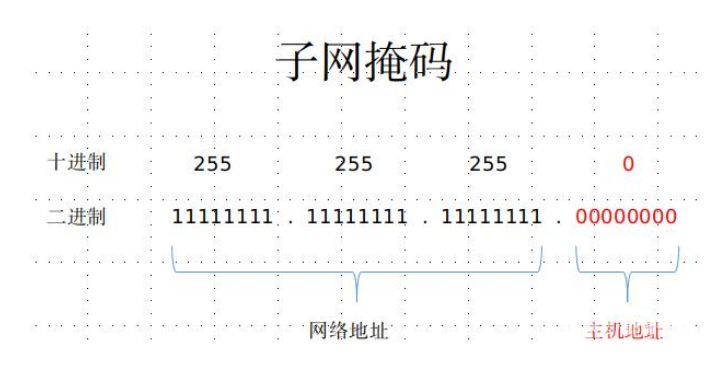 子网掩码
十进制 255 255 255 0
二进制 11111111 . 11111111 . 11111111 . 00000000
网络地址 主机地址